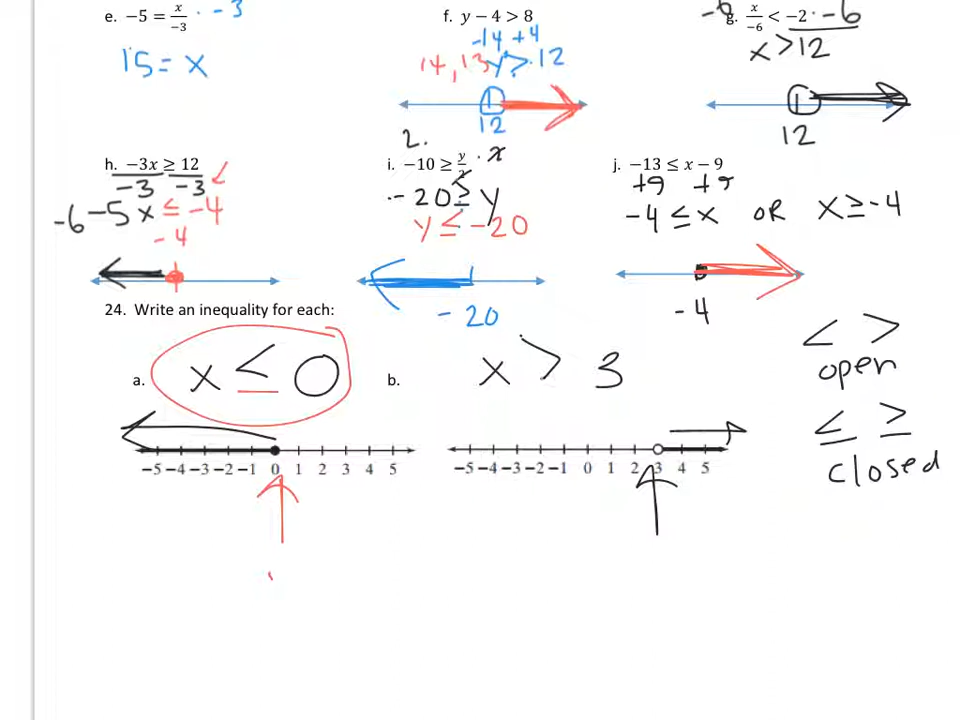 e. −5 = x/−3 · -3
15 = x
f. y − 4 > 8
-14 +4
14, 13 y > 12
12
g. x/−6 < −2 · -6
x > 12
12
h. −3x ≥ 12
-3 -3
-6 -5 x ≤ -4
-4
i. −10 ≥ y/2 · x
2.
-20 ≥ y
y ≤ -20
-20
j. −13 ≤ x − 9
+9 +9
-4 ≤ x OR x ≥ -4
-4
24. Write an inequality for each:
a. x ≤ 0
b. x > 3
< >
open
≤ ≥
closed
−5 −4 −3 −2 −1 0 1 2 3 4 5
−5 −4 −3 −2 −1 0 1 2 3 4 5